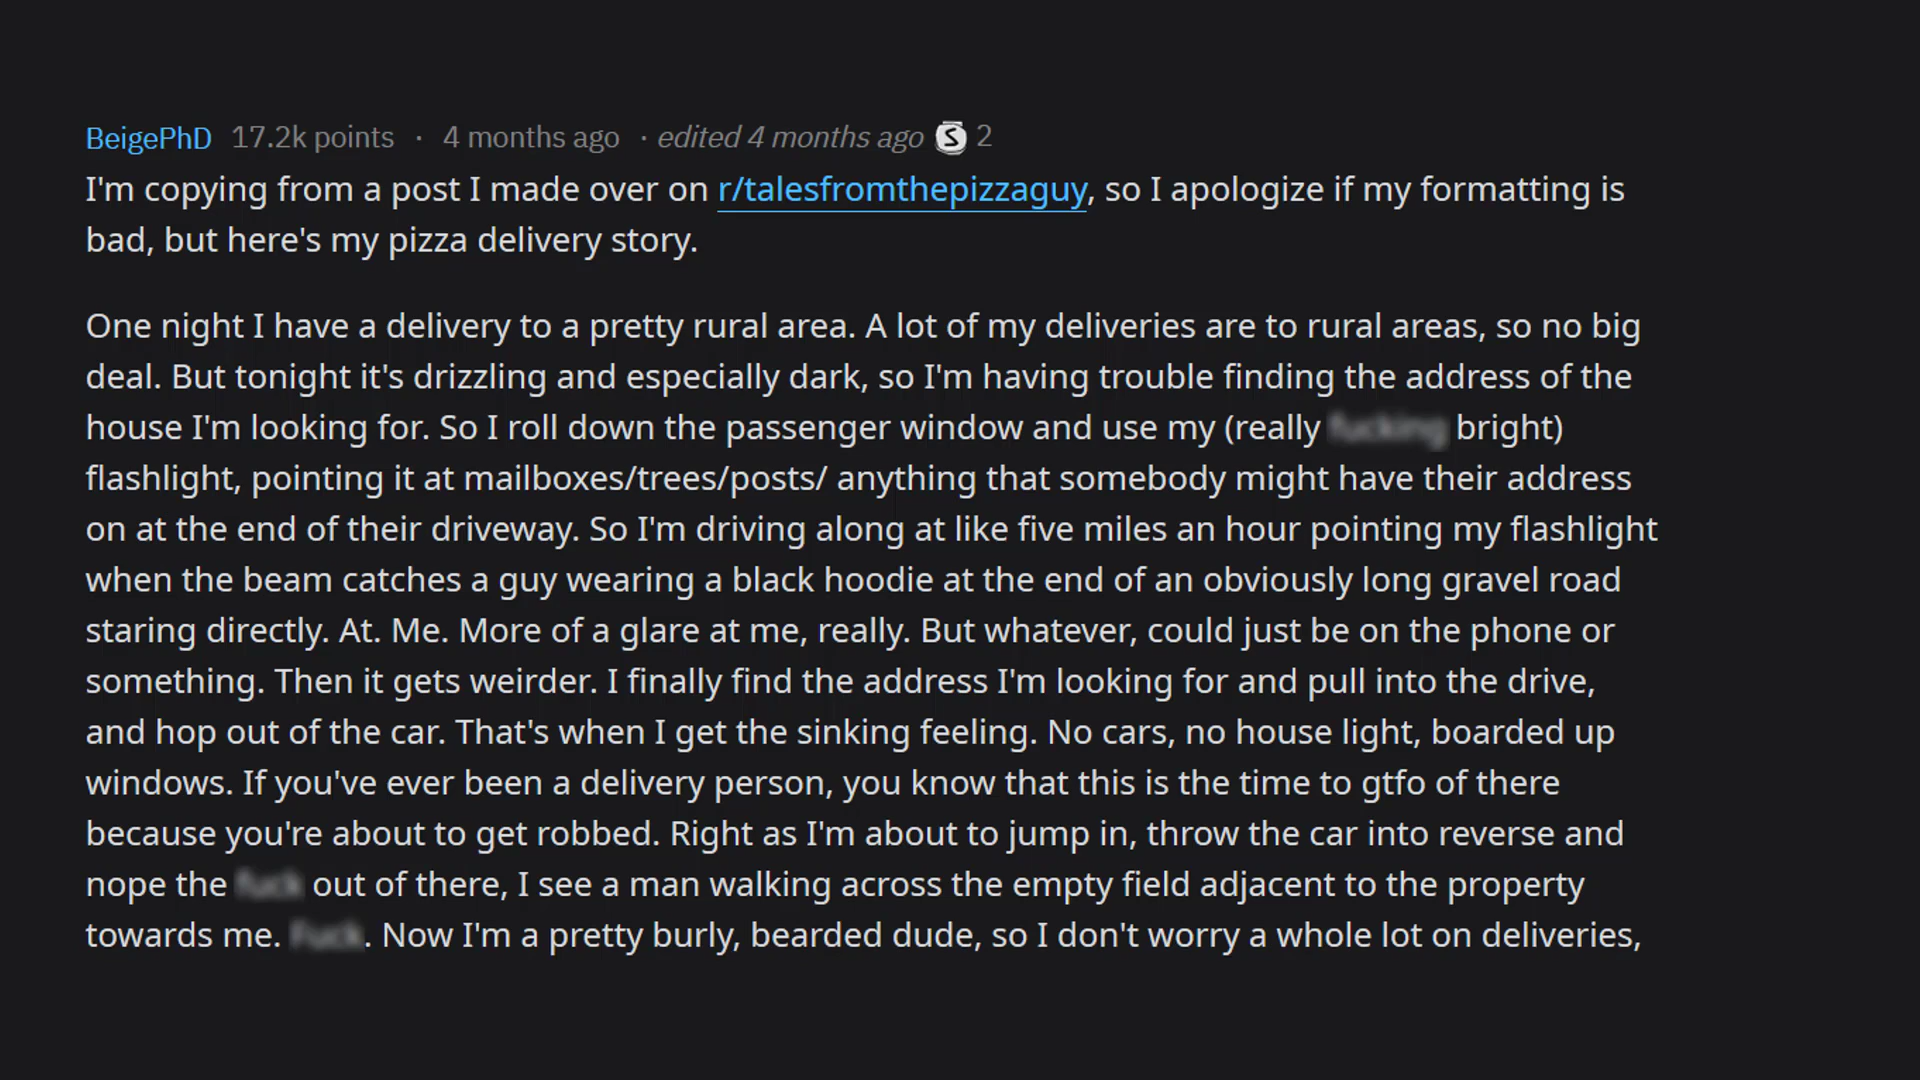 BeigePhD 17.2k points · 4 months ago · edited 4 months ago S 2
I'm copying from a post I made over on r/talesfromthepizzaguy, so I apologize if my formatting is
bad, but here's my pizza delivery story.
One night I have a delivery to a pretty rural area. A lot of my deliveries are to rural areas, so no big
deal. But tonight it's drizzling and especially dark, so I'm having trouble finding the address of the
house I'm looking for. So I roll down the passenger window and use my (really fucking bright)
flashlight, pointing it at mailboxes/trees/posts/ anything that somebody might have their address
on at the end of their driveway. So I'm driving along at like five miles an hour pointing my flashlight
when the beam catches a guy wearing a black hoodie at the end of an obviously long gravel road
staring directly. At. Me. More of a glare at me, really. But whatever, could just be on the phone or
something. Then it gets weirder. I finally find the address I'm looking for and pull into the drive,
and hop out of the car. That's when I get the sinking feeling. No cars, no house light, boarded up
windows. If you've ever been a delivery person, you know that this is the time to gtfo of there
because you're about to get robbed. Right as I'm about to jump in, throw the car into reverse and
nope the fuck out of there, I see a man walking across the empty field adjacent to the property
towards me. Fuck. Now I'm a pretty burly, bearded dude, so I don't worry a whole lot on deliveries,